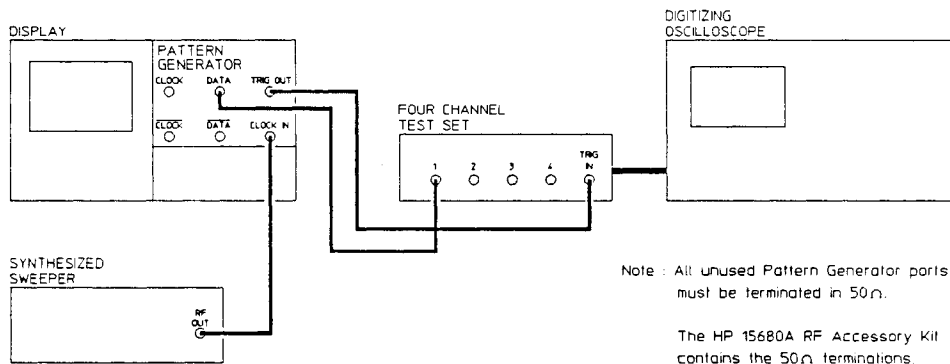 DISPLAY
PATTERN
GENERATOR
CLOCK DATA TRIG OUT
CLOCK DATA CLOCK IN
FOUR CHANNEL
TEST SET
1 2 3 4 TRIG
IN
DIGITIZING
OSCILLOSCOPE
SYNTHESIZED
SWEEPER
RF
OUT
Note : All unused Pattern Generator ports
must be terminated in 50Ω.
The HP 15680A RF Accessory Kit
contains the 50Ω terminations.